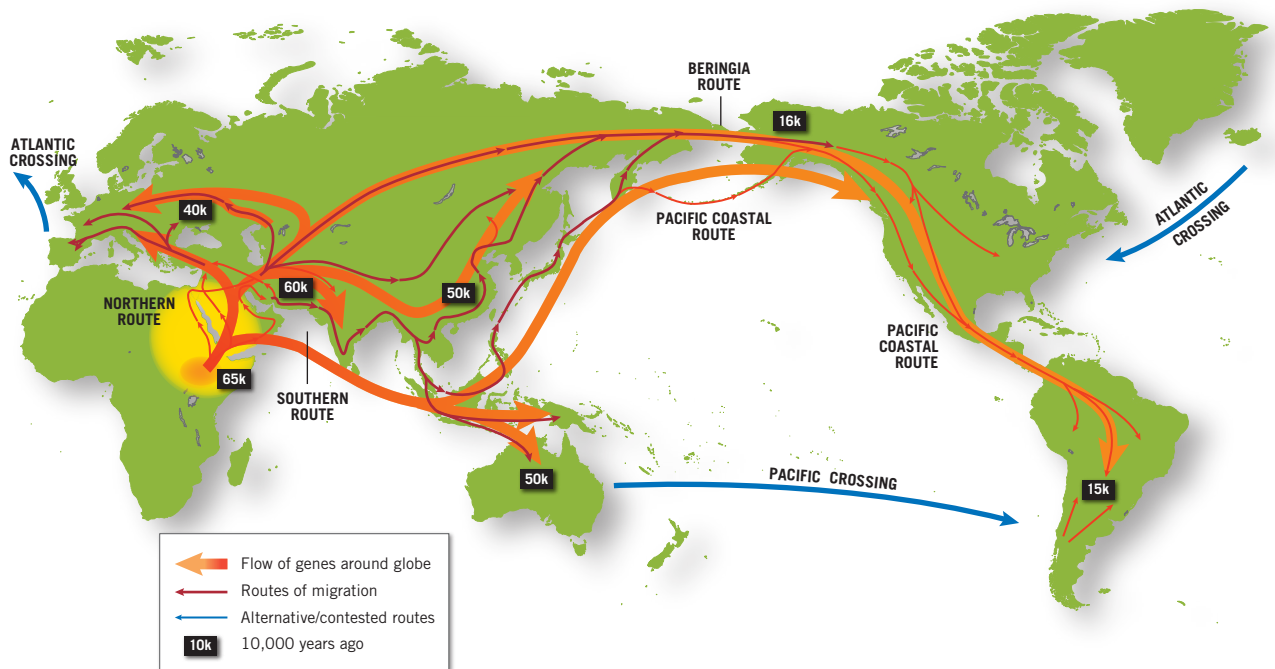 BERINGIA
ROUTE
16k
ATLANTIC
CROSSING
40k
ATLANTIC
CROSSING
PACIFIC COASTAL
ROUTE
60k
50k
NORTHERN
ROUTE
PACIFIC
COASTAL
ROUTE
65k
SOUTHERN
ROUTE
50k
PACIFIC CROSSING
15k
Flow of genes around globe
Routes of migration
Alternative/contested routes
10k 10,000 years ago